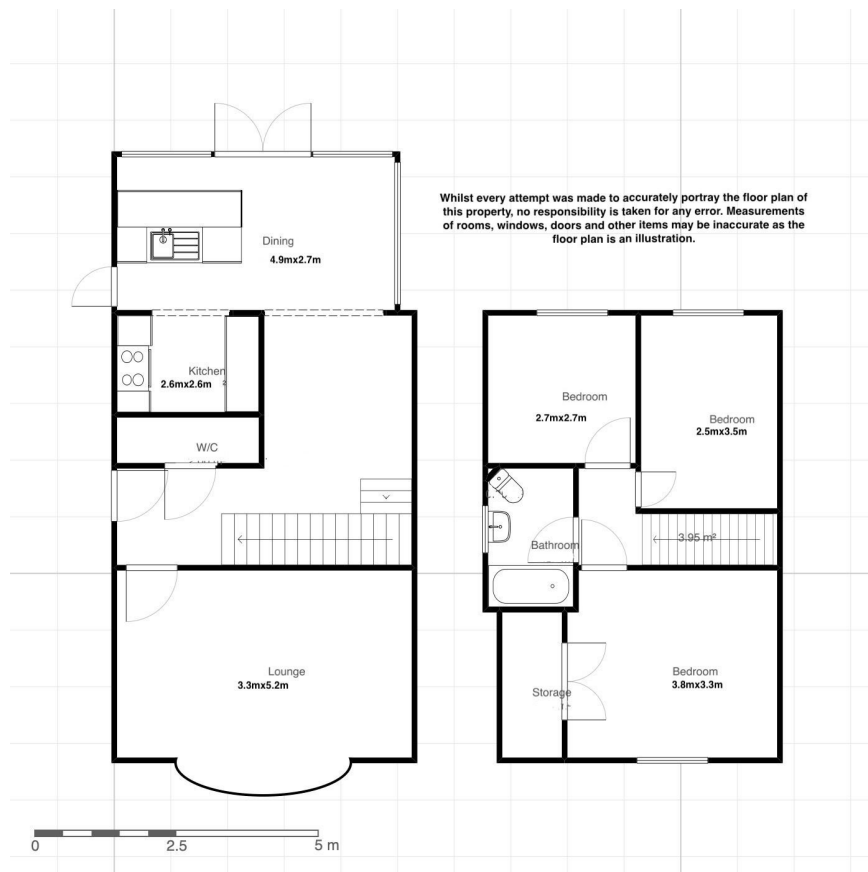 Whilst every attempt was made to accurately portray the floor plan of
this property, no responsibility is taken for any error. Measurements
of rooms, windows, doors and other items may be inaccurate as the
floor plan is an illustration.
Dining
4.9mx2.7m
Kitchen
2.6mx2.6m
W/C
Lounge
3.3mx5.2m
Bedroom
2.7mx2.7m
Bedroom
2.5mx3.5m
3.95 m²
Bathroom
Bedroom
3.8mx3.3m
Storage
0 2.5 5 m